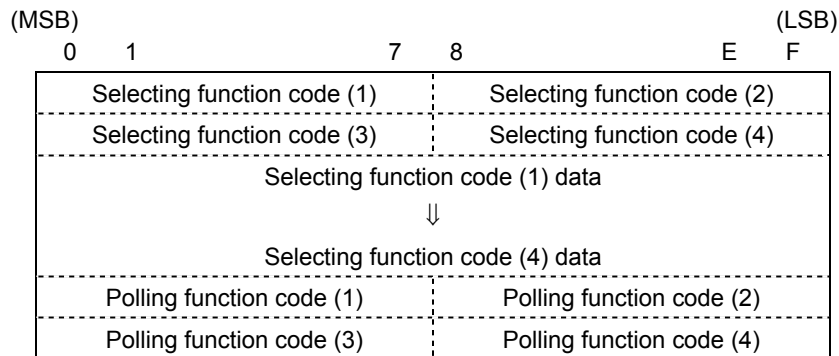 (MSB) (LSB)
0 1 7 8 E F
Selecting function code (1) Selecting function code (2)
Selecting function code (3) Selecting function code (4)
Selecting function code (1) data
⇓
Selecting function code (4) data
Polling function code (1) Polling function code (2)
Polling function code (3) Polling function code (4)